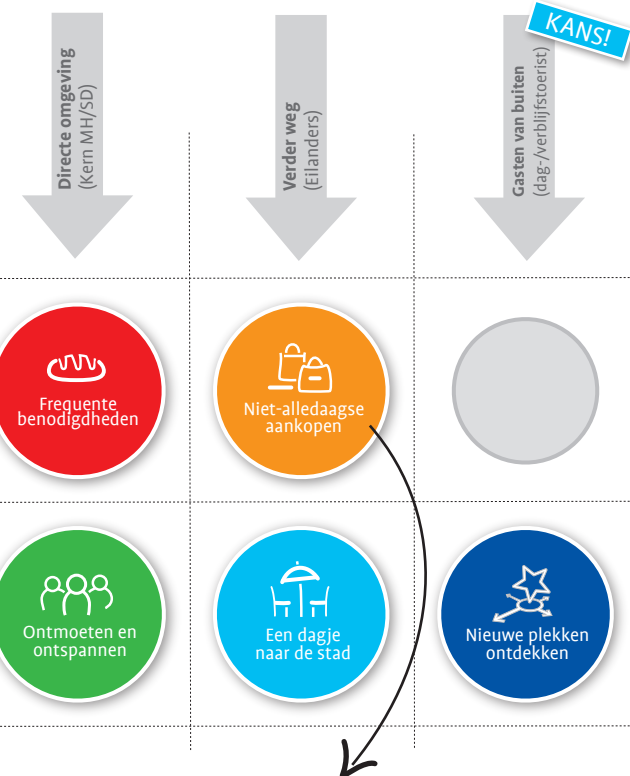 KANS!
Directe omgeving
(Kern MH/SD)
Verder weg
(Eilanders)
Gasten van buiten
(dag-/verblijfstoerist)
Frequente
benodigdheden
Niet-alledaagse
aankopen
Ontmoeten en
ontspannen
Een dagje
naar de stad
Nieuwe plekken
ontdekken